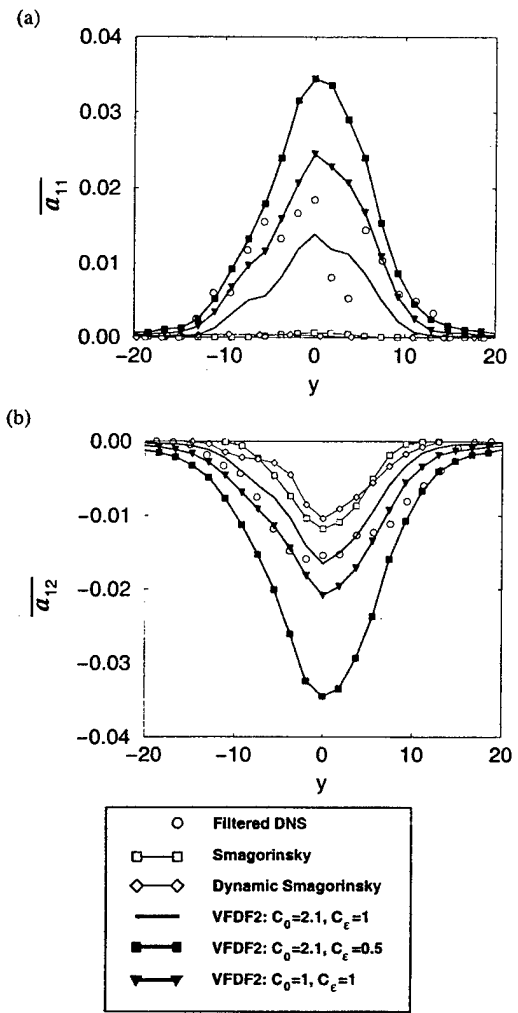 (a)
0.04
0.03
0.02
0.01
0.00
a₁₁
−20 −10 0 10 20
y
(b)
0.00
−0.01
−0.02
−0.03
−0.04
a₁₂
−20 −10 0 10 20
y
Filtered DNS
Smagorinsky
Dynamic Smagorinsky
VFDF2: C₀=2.1, Cε=1
VFDF2: C₀=2.1, Cε=0.5
VFDF2: C₀=1, Cε=1